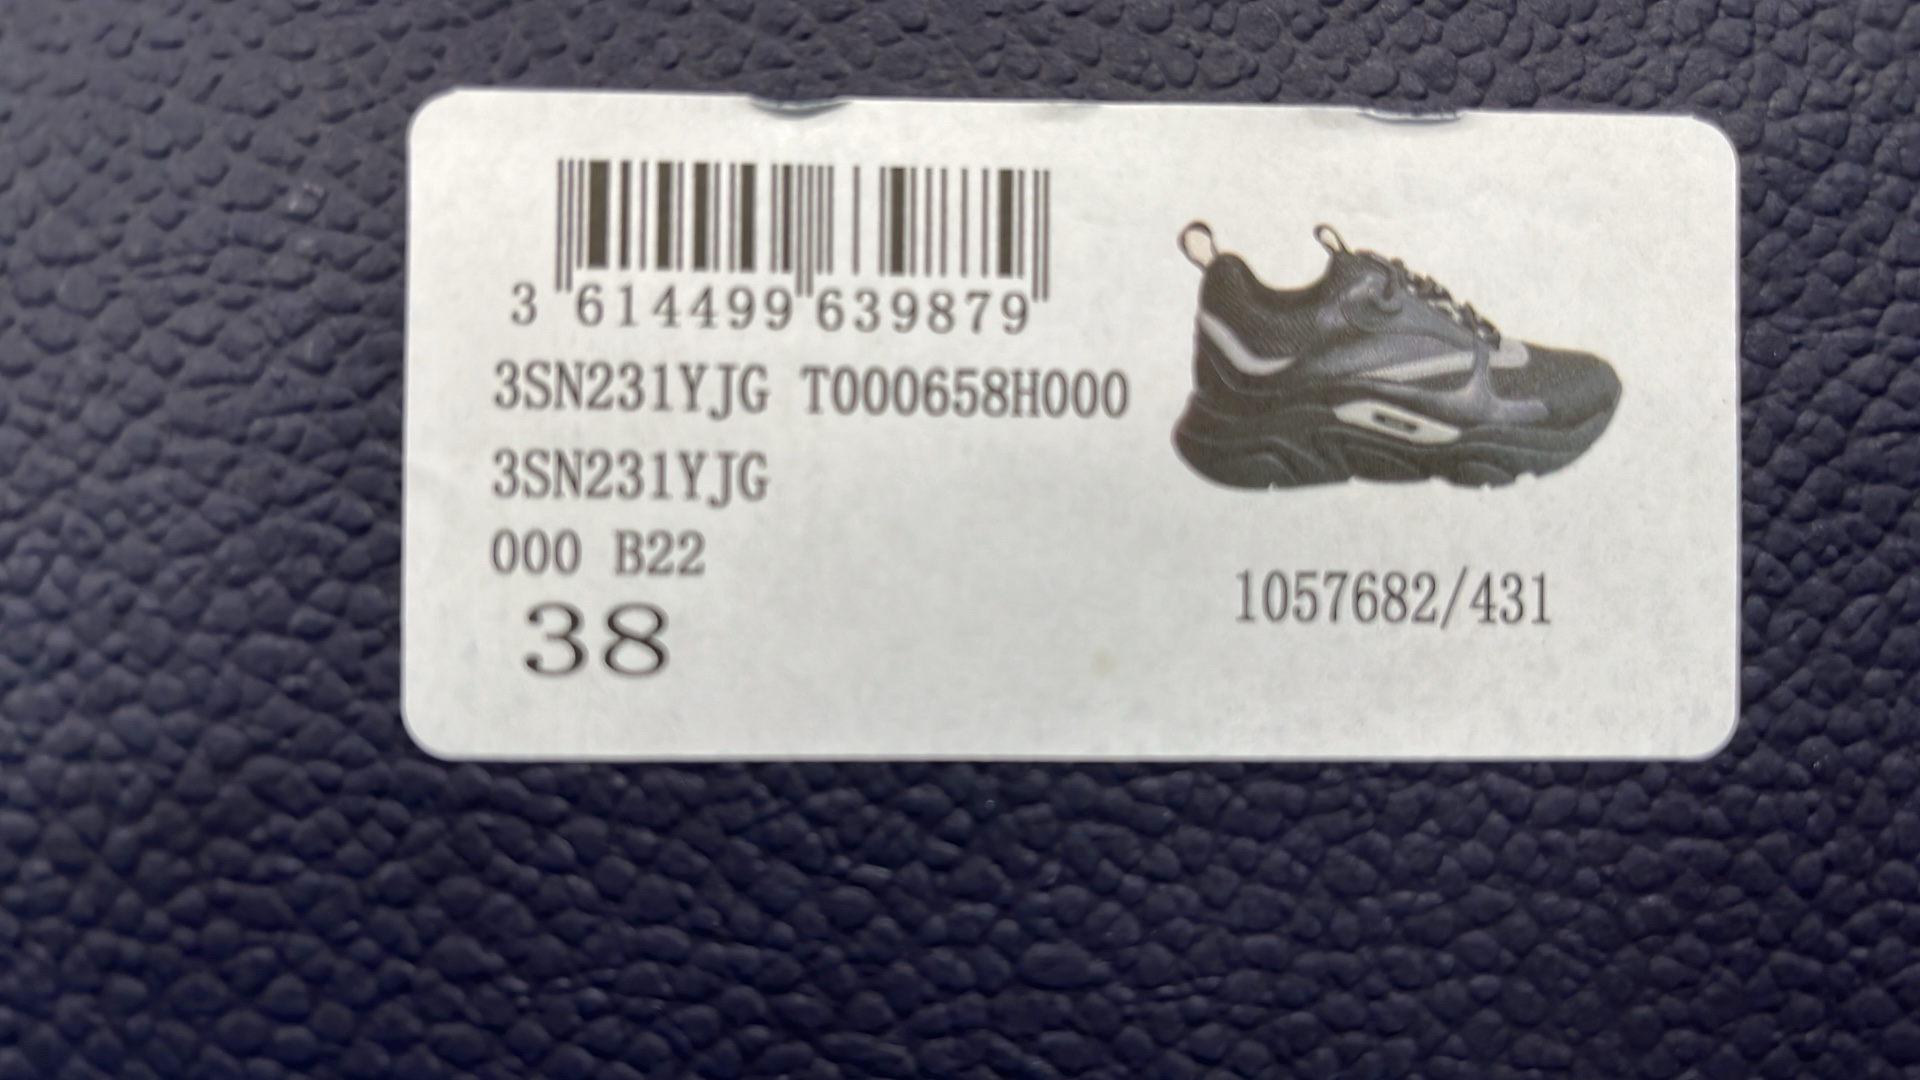 3 614499 639879
3SN231YJG T000658H000
3SN231YJG
000 B22
38
1057682/431